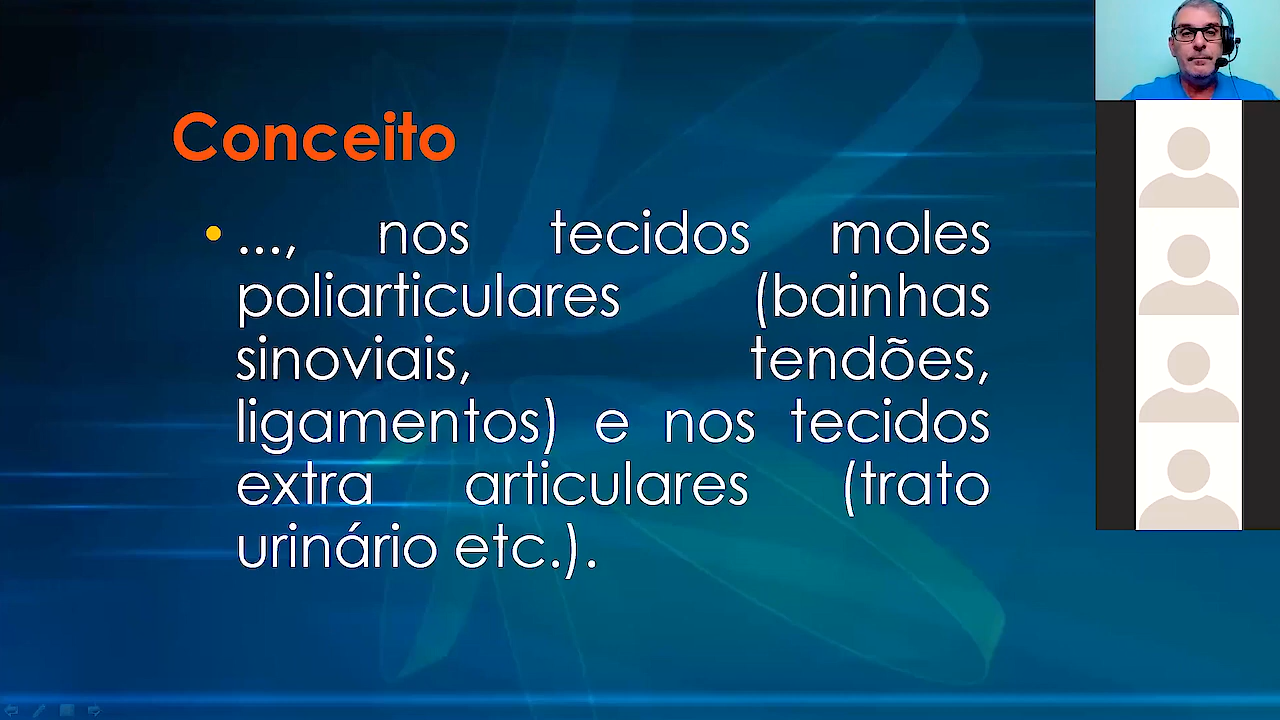 Conceito
• ..., nos tecidos moles
poliarticulares (bainhas
sinoviais, tendões,
ligamentos) e nos tecidos
extra articulares (trato
urinário etc.).